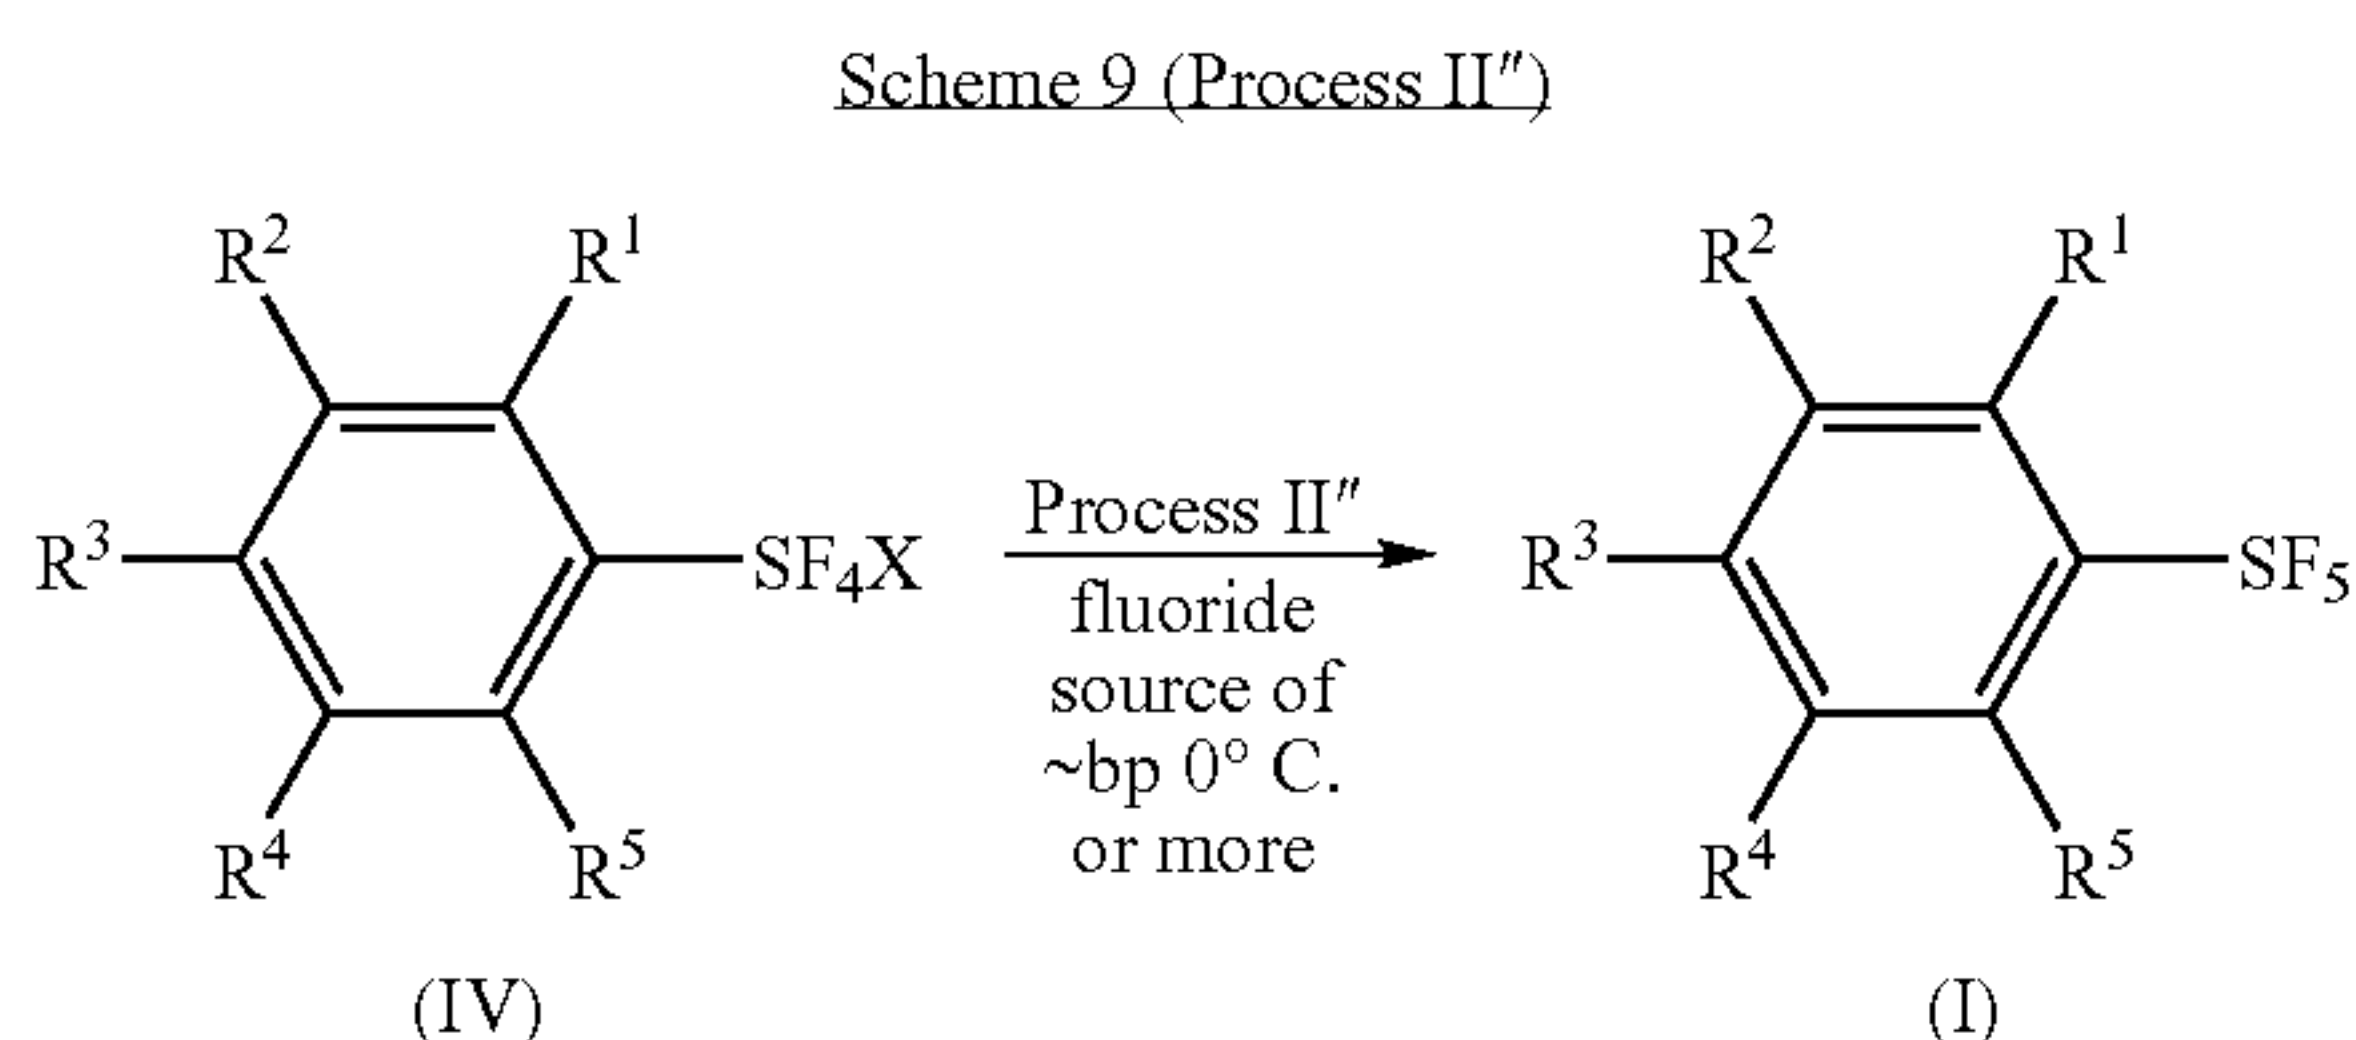 Scheme 9 (Process II″)
R² R¹ R² R¹
Process II″
R³ SF₄X R³ SF₅
fluoride
source of
~bp 0° C.
or more
R⁴ R⁵ R⁴ R⁵
(IV) (I)